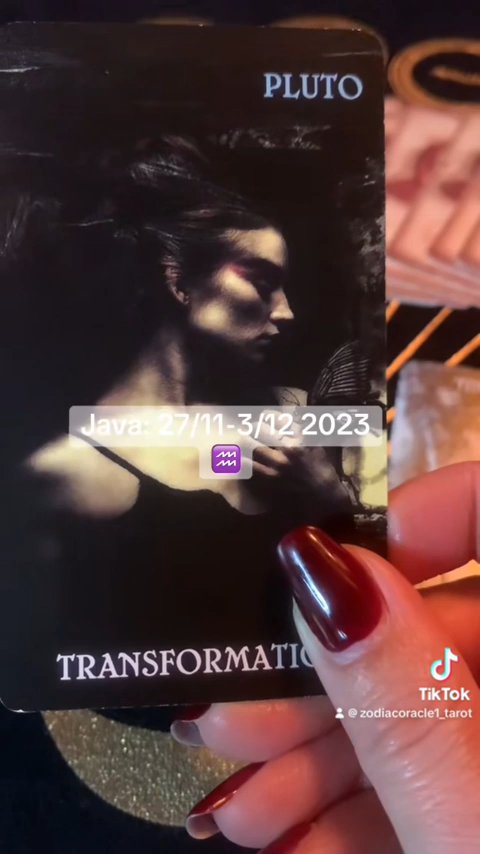 PLUTO
Java: 27/11-3/12 2023
♒
TRANSFORMATIO
TikTok
@zodiacoracle1_tarot